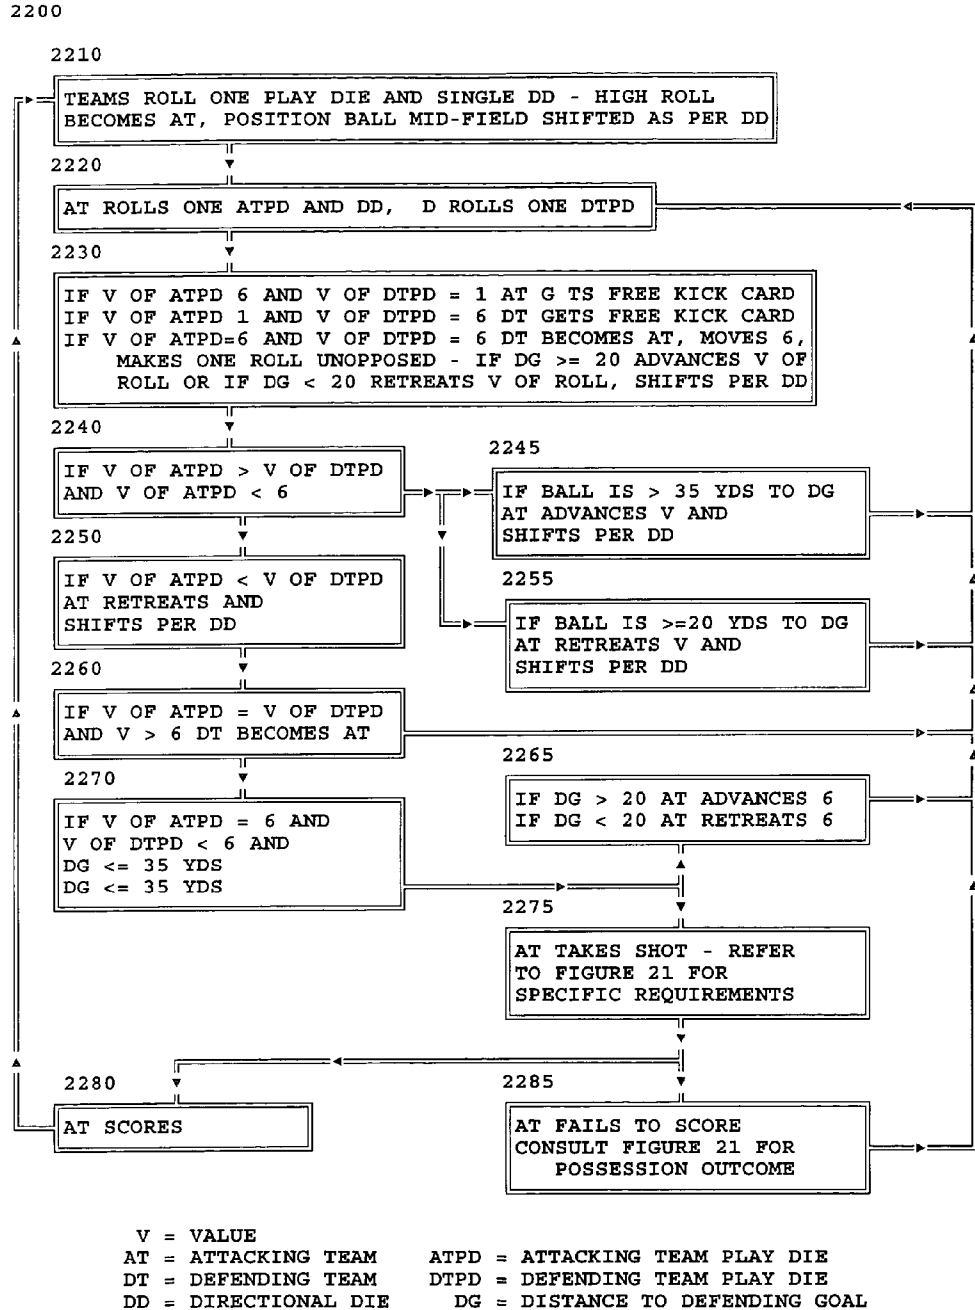 2200
2210
TEAMS ROLL ONE PLAY DIE AND SINGLE DD - HIGH ROLL
BECOMES AT, POSITION BALL MID-FIELD SHIFTED AS PER DD
2220
AT ROLLS ONE ATPD AND DD, D ROLLS ONE DTPD
2230
IF V OF ATPD 6 AND V OF DTPD = 1 AT G TS FREE KICK CARD
IF V OF ATPD 1 AND V OF DTPD = 6 DT GETS FREE KICK CARD
IF V OF ATPD=6 AND V OF DTPD = 6 DT BECOMES AT, MOVES 6,
MAKES ONE ROLL UNOPPOSED - IF DG >= 20 ADVANCES V OF
ROLL OR IF DG < 20 RETREATS V OF ROLL, SHIFTS PER DD
2240
IF V OF ATPD > V OF DTPD
AND V OF ATPD < 6
2245
IF BALL IS > 35 YDS TO DG
AT ADVANCES V AND
SHIFTS PER DD
2250
IF V OF ATPD < V OF DTPD
AT RETREATS AND
SHIFTS PER DD
2255
IF BALL IS >=20 YDS TO DG
AT RETREATS V AND
SHIFTS PER DD
2260
IF V OF ATPD = V OF DTPD
AND V > 6 DT BECOMES AT
2265
IF DG > 20 AT ADVANCES 6
IF DG < 20 AT RETREATS 6
2270
IF V OF ATPD = 6 AND
V OF DTPD < 6 AND
DG <= 35 YDS
DG <= 35 YDS
2275
AT TAKES SHOT - REFER
TO FIGURE 21 FOR
SPECIFIC REQUIREMENTS
2280
AT SCORES
2285
AT FAILS TO SCORE
CONSULT FIGURE 21 FOR
POSSESSION OUTCOME
V = VALUE
AT = ATTACKING TEAM ATPD = ATTACKING TEAM PLAY DIE
DT = DEFENDING TEAM DTPD = DEFENDING TEAM PLAY DIE
DD = DIRECTIONAL DIE DG = DISTANCE TO DEFENDING GOAL